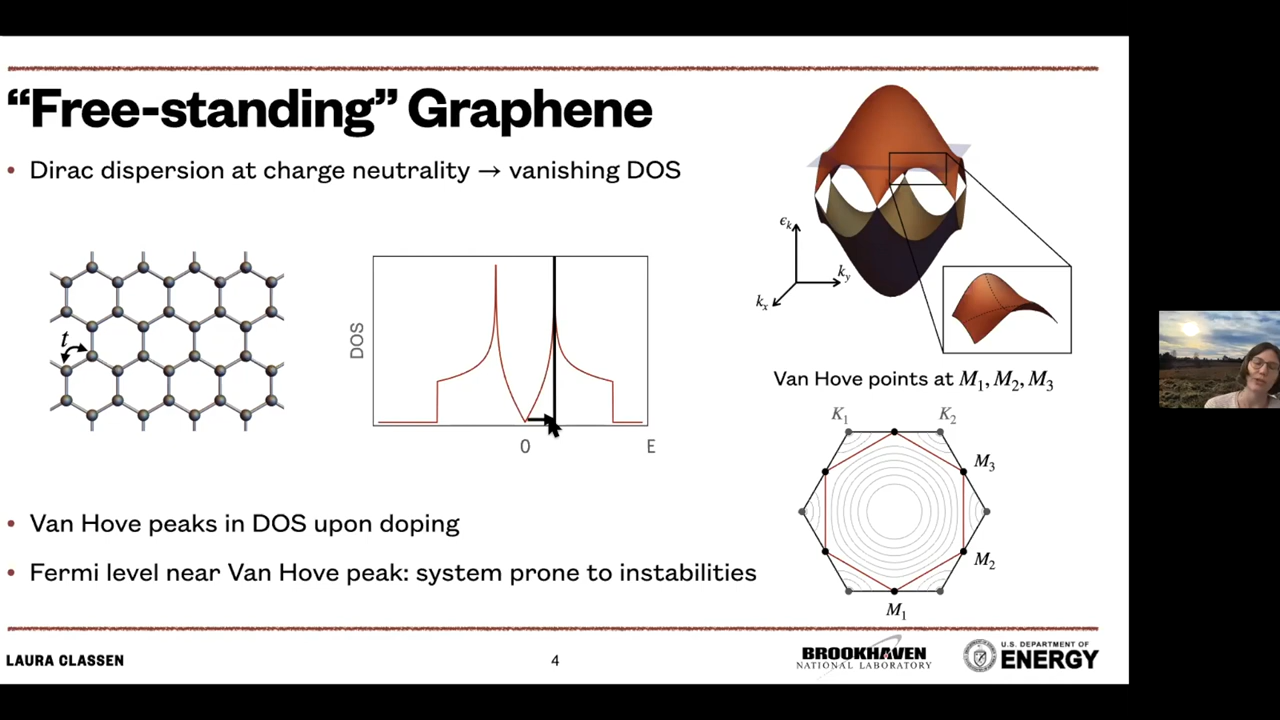 “Free-standing” Graphene
• Dirac dispersion at charge neutrality → vanishing DOS
t
DOS
0
E
ϵₖ
k_y
k_x
Van Hove points at M₁, M₂, M₃
K₁
K₂
M₃
M₂
M₁
• Van Hove peaks in DOS upon doping
• Fermi level near Van Hove peak: system prone to instabilities
LAURA CLASSEN
4
BROOKHAVEN
NATIONAL LABORATORY
U.S. DEPARTMENT OF
ENERGY